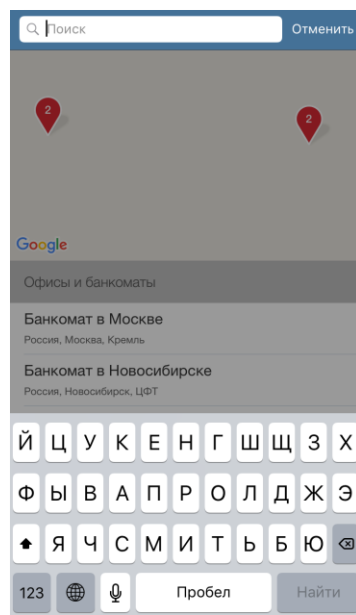 Поиск
Отменить
2
2
Google
Офисы и банкоматы
Банкомат в Москве
Россия, Москва, Кремль
Банкомат в Новосибирске
Россия, Новосибирск, ЦФТ
Й Ц У К Е Н Г Ш Щ З Х
Ф Ы В А П Р О Л Д Ж Э
Я Ч С М И Т Ь Б Ю
123 Пробел Найти